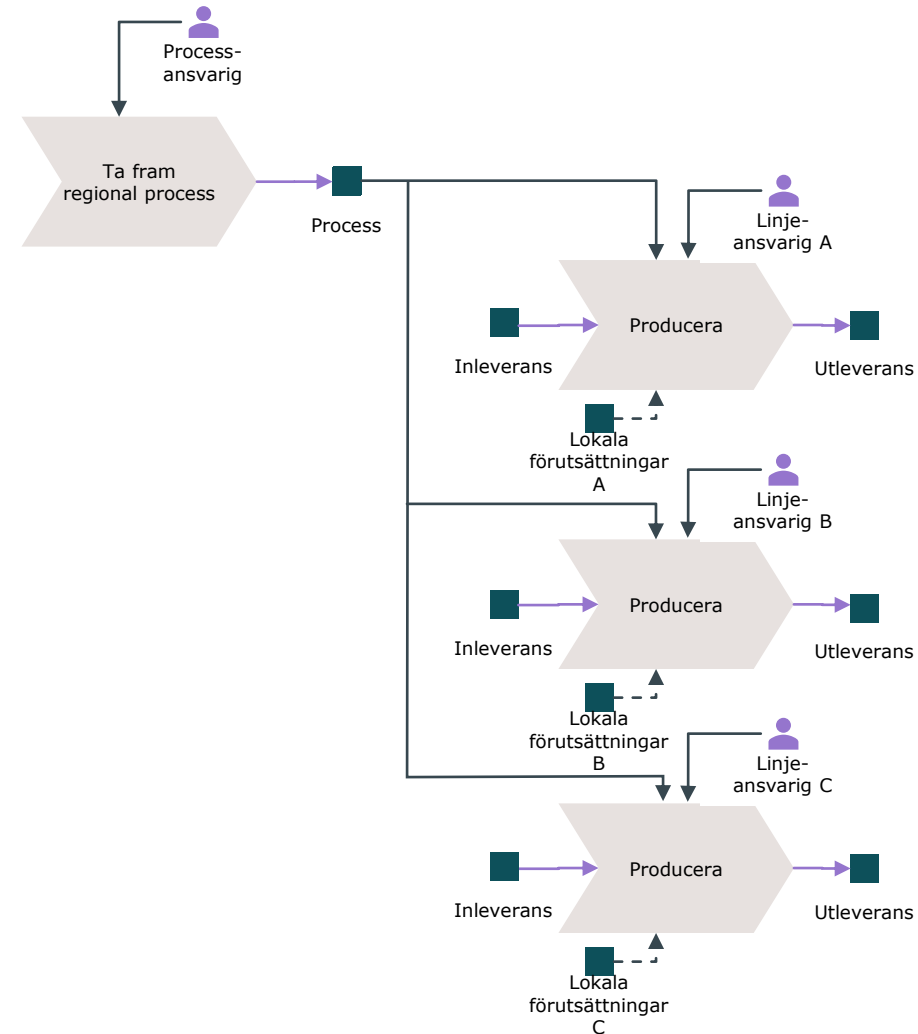 Process-
ansvarig
Ta fram
regional process
Process
Linje-
ansvarig A
Producera
Inleverans
Utleverans
Lokala
förutsättningar
A
Linje-
ansvarig B
Producera
Inleverans
Utleverans
Lokala
förutsättningar
B
Linje-
ansvarig C
Producera
Inleverans
Utleverans
Lokala
förutsättningar
C